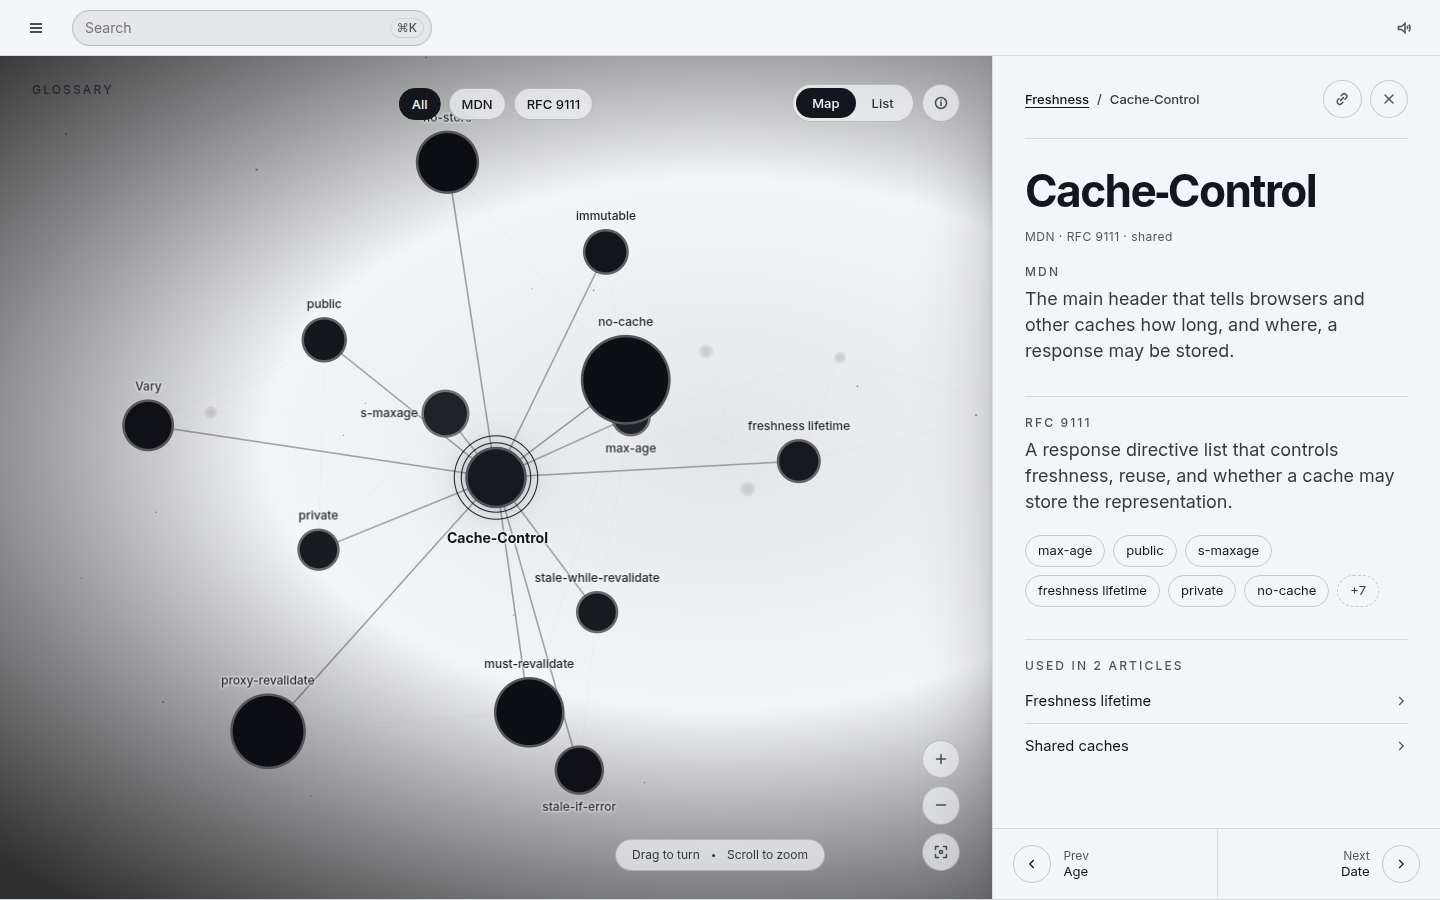 Search
⌘K
GLOSSARY
All
MDN
RFC 9111
Map
List
no-store
immutable
public
no-cache
Vary
s-maxage
freshness lifetime
max-age
private
Cache-Control
stale-while-revalidate
must-revalidate
proxy-revalidate
stale-if-error
Drag to turn • Scroll to zoom
Freshness / Cache-Control
Cache-Control
MDN · RFC 9111 · shared
MDN
The main header that tells browsers and
other caches how long, and where, a
response may be stored.
RFC 9111
A response directive list that controls
freshness, reuse, and whether a cache may
store the representation.
max-age
public
s-maxage
freshness lifetime
private
no-cache
+7
USED IN 2 ARTICLES
Freshness lifetime
Shared caches
Prev
Age
Next
Date